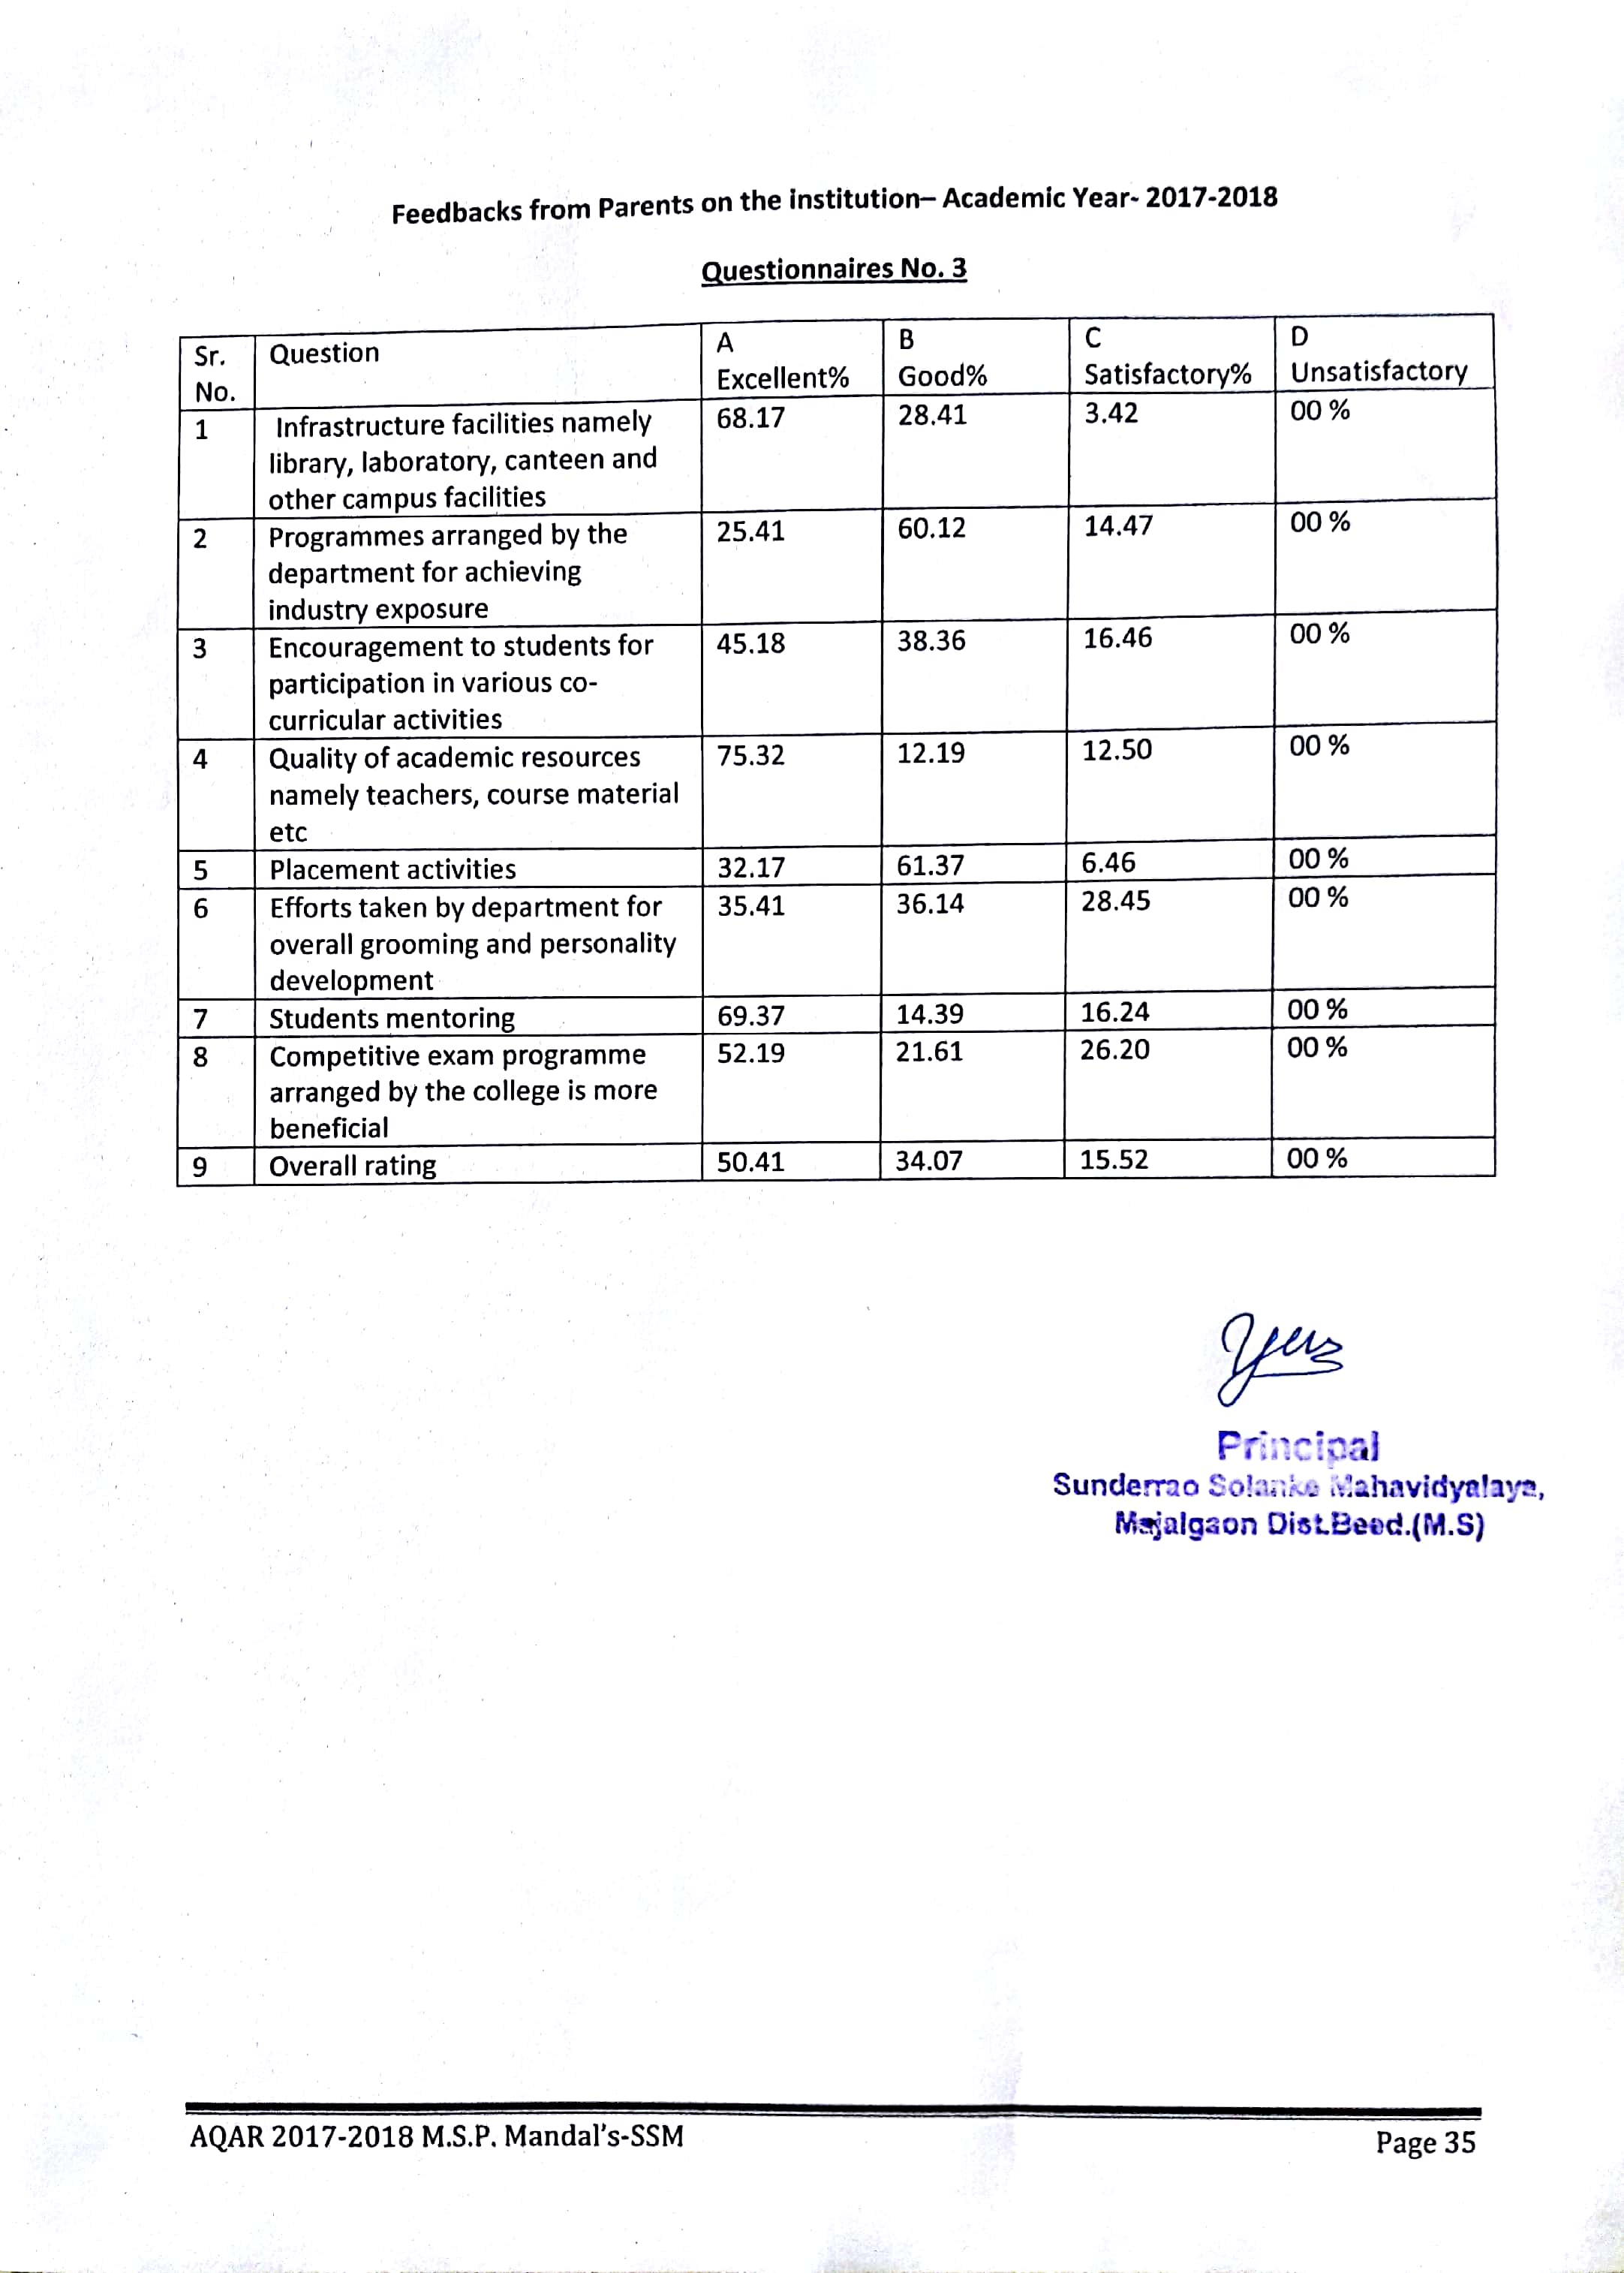 Feedbacks from Parents on the institution– Academic Year- 2017-2018
Questionnaires No. 3
Sr. No. Question A Excellent% B Good% C Satisfactory% D Unsatisfactory
1 Infrastructure facilities namely 68.17 28.41 3.42 00 %
library, laboratory, canteen and
other campus facilities
2 Programmes arranged by the 25.41 60.12 14.47 00 %
department for achieving
industry exposure
3 Encouragement to students for 45.18 38.36 16.46 00 %
participation in various co-
curricular activities
4 Quality of academic resources 75.32 12.19 12.50 00 %
namely teachers, course material
etc
5 Placement activities 32.17 61.37 6.46 00 %
6 Efforts taken by department for 35.41 36.14 28.45 00 %
overall grooming and personality
development
7 Students mentoring 69.37 14.39 16.24 00 %
8 Competitive exam programme 52.19 21.61 26.20 00 %
arranged by the college is more
beneficial
9 Overall rating 50.41 34.07 15.52 00 %
Principal
Sunderrao Solanke Mahavidyalaya,
Majalgaon Dist.Beed.(M.S)
AQAR 2017-2018 M.S.P. Mandal's-SSM Page 35